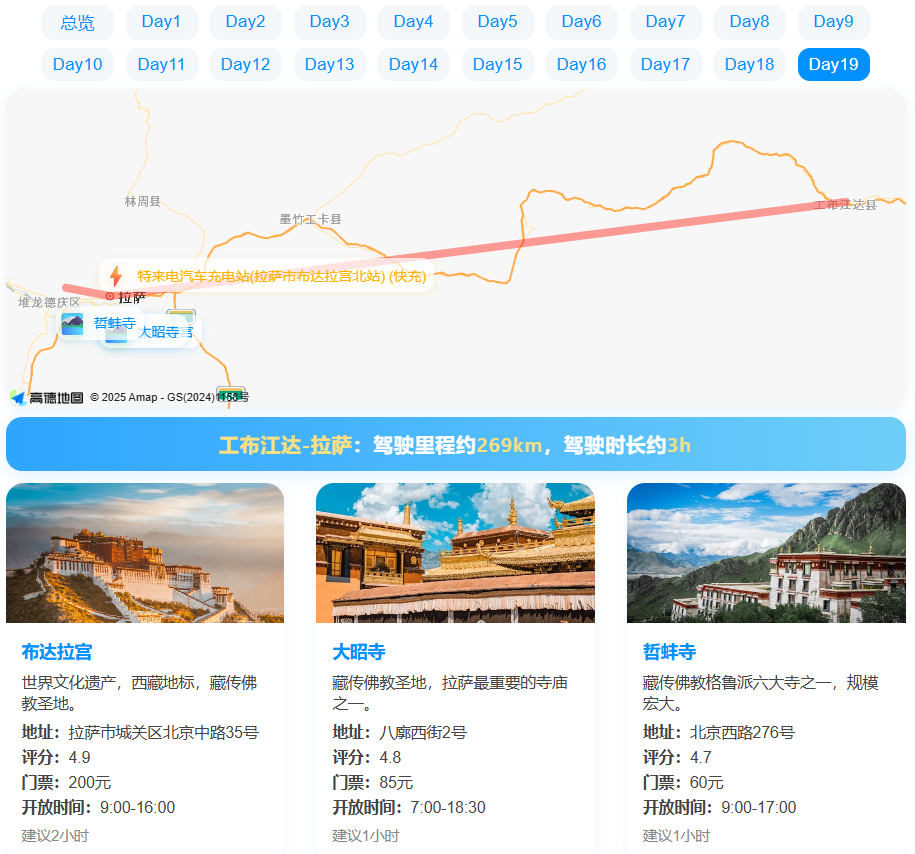 总览 Day1 Day2 Day3 Day4 Day5 Day6 Day7 Day8 Day9
Day10 Day11 Day12 Day13 Day14 Day15 Day16 Day17 Day18 Day19
林周县
工布江达县
墨竹工卡县
特来电汽车充电站(拉萨市布达拉宫北站) (快充)
堆龙德庆区
拉萨
哲蚌寺
大昭寺
宫
高德地图 © 2025 Amap - GS(2024)1158号
工布江达-拉萨：驾驶里程约269km，驾驶时长约3h
布达拉宫
世界文化遗产，西藏地标，藏传佛
教圣地。
地址：拉萨市城关区北京中路35号
评分：4.9
门票：200元
开放时间：9:00-16:00
建议2小时
大昭寺
藏传佛教圣地，拉萨最重要的寺庙
之一。
地址：八廓西街2号
评分：4.8
门票：85元
开放时间：7:00-18:30
建议1小时
哲蚌寺
藏传佛教格鲁派六大寺之一，规模
宏大。
地址：北京西路276号
评分：4.7
门票：60元
开放时间：9:00-17:00
建议1小时